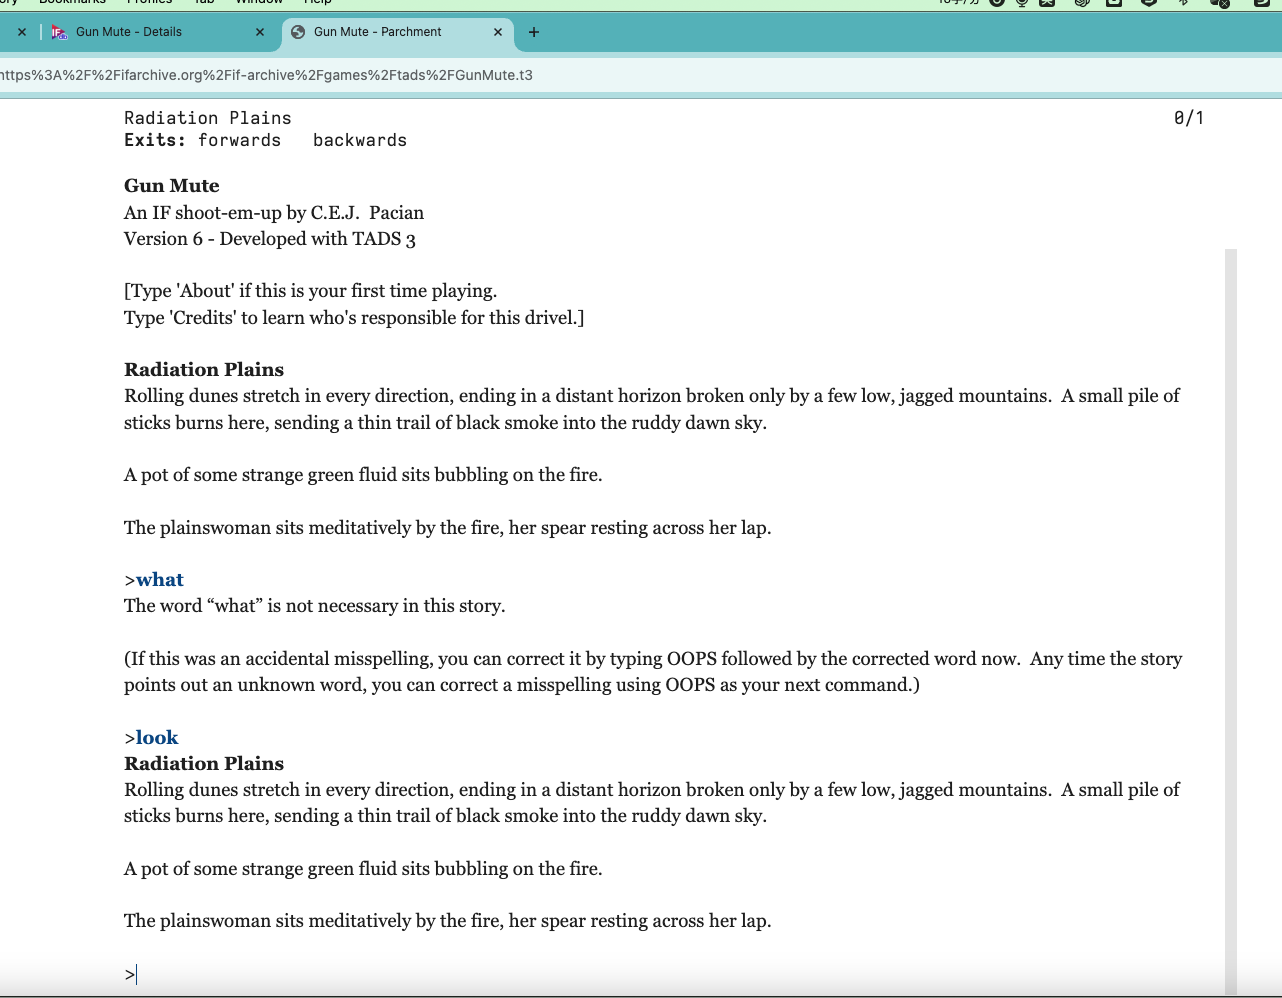 Bookmarks Profiles Tab Window Help
Gun Mute - Details
Gun Mute - Parchment
https%3A%2F%2Fifarchive.org%2Fif-archive%2Fgames%2Ftads%2FGunMute.t3
Radiation Plains 0/1
Exits: forwards backwards
Gun Mute
An IF shoot-em-up by C.E.J. Pacian
Version 6 - Developed with TADS 3
[Type 'About' if this is your first time playing.
Type 'Credits' to learn who's responsible for this drivel.]
Radiation Plains
Rolling dunes stretch in every direction, ending in a distant horizon broken only by a few low, jagged mountains. A small pile of
sticks burns here, sending a thin trail of black smoke into the ruddy dawn sky.
A pot of some strange green fluid sits bubbling on the fire.
The plainswoman sits meditatively by the fire, her spear resting across her lap.
>what
The word “what” is not necessary in this story.
(If this was an accidental misspelling, you can correct it by typing OOPS followed by the corrected word now. Any time the story
points out an unknown word, you can correct a misspelling using OOPS as your next command.)
>look
Radiation Plains
Rolling dunes stretch in every direction, ending in a distant horizon broken only by a few low, jagged mountains. A small pile of
sticks burns here, sending a thin trail of black smoke into the ruddy dawn sky.
A pot of some strange green fluid sits bubbling on the fire.
The plainswoman sits meditatively by the fire, her spear resting across her lap.
>